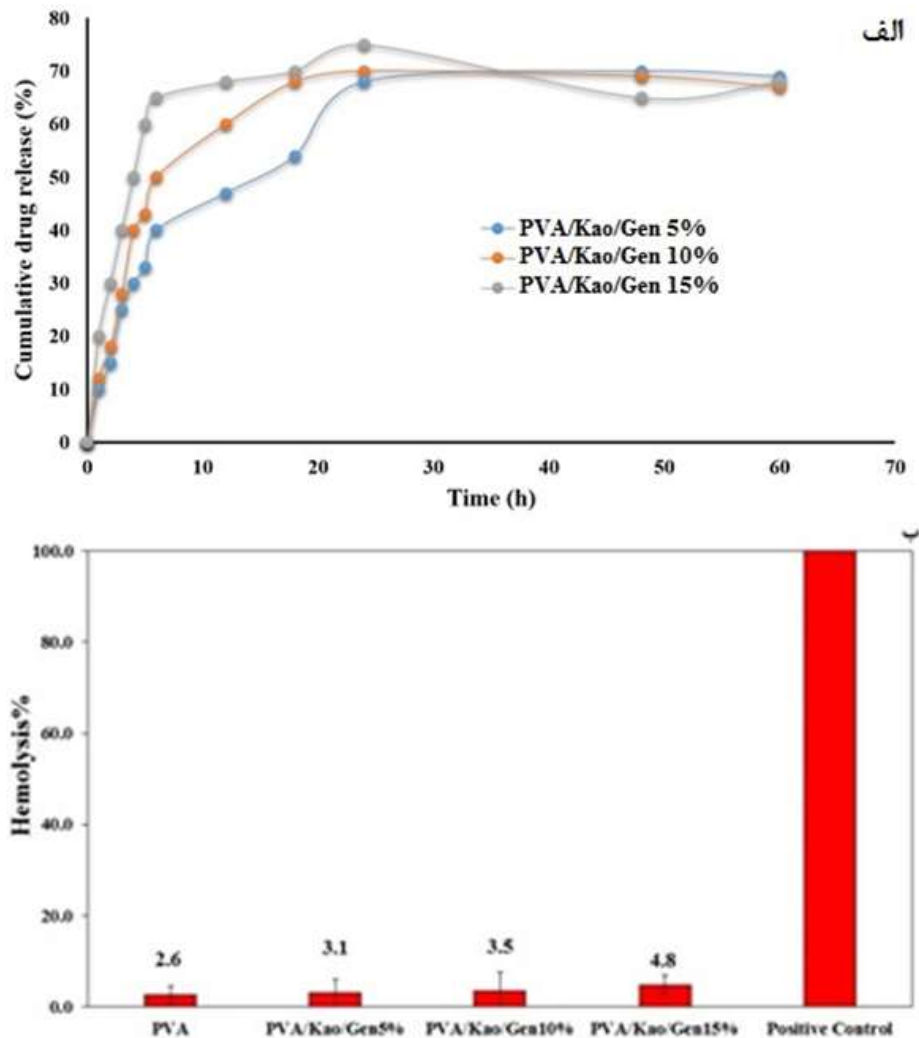 الف
80
70
60
50
40
30
20
10
0
Cumulative drug release (%)
PVA/Kao/Gen 5%
PVA/Kao/Gen 10%
PVA/Kao/Gen 15%
0 10 20 30 40 50 60 70
Time (h)
ب
100.0
80.0
60.0
40.0
20.0
0.0
Hemolysis%
2.6 3.1 3.5 4.8
PVA PVA/Kao/Gen5% PVA/Kao/Gen10% PVA/Kao/Gen15% Positive Control